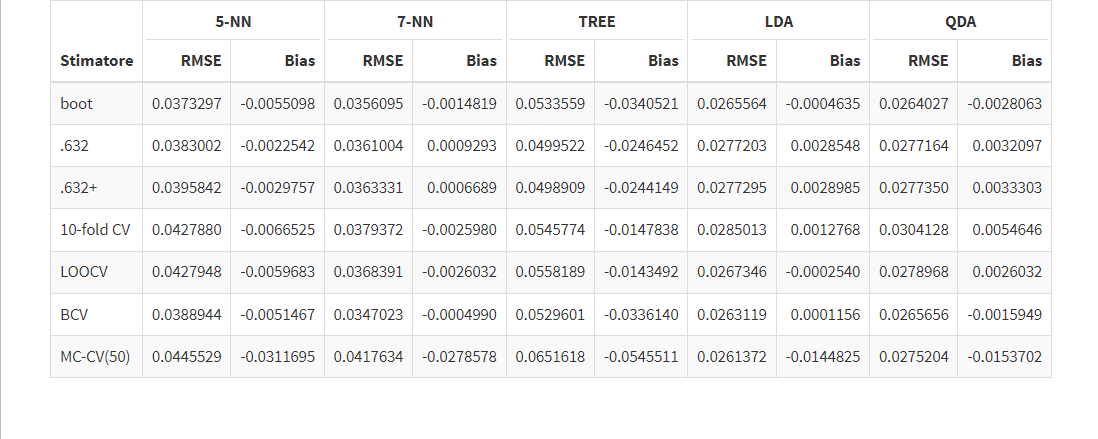 5-NN 7-NN TREE LDA QDA
Stimatore RMSE Bias RMSE Bias RMSE Bias RMSE Bias RMSE Bias
boot 0.0373297 -0.0055098 0.0356095 -0.0014819 0.0533559 -0.0340521 0.0265564 -0.0004635 0.0264027 -0.0028063
.632 0.0383002 -0.0022542 0.0361004 0.0009293 0.0499522 -0.0246452 0.0277203 0.0028548 0.0277164 0.0032097
.632+ 0.0395842 -0.0029757 0.0363331 0.0006689 0.0498909 -0.0244149 0.0277295 0.0028985 0.0277350 0.0033303
10-fold CV 0.0427880 -0.0066525 0.0379372 -0.0025980 0.0545774 -0.0147838 0.0285013 0.0012768 0.0304128 0.0054646
LOOCV 0.0427948 -0.0059683 0.0368391 -0.0026032 0.0558189 -0.0143492 0.0267346 -0.0002540 0.0278968 0.0026032
BCV 0.0388944 -0.0051467 0.0347023 -0.0004990 0.0529601 -0.0336140 0.0263119 0.0001156 0.0265656 -0.0015949
MC-CV(50) 0.0445529 -0.0311695 0.0417634 -0.0278578 0.0651618 -0.0545511 0.0261372 -0.0144825 0.0275204 -0.0153702